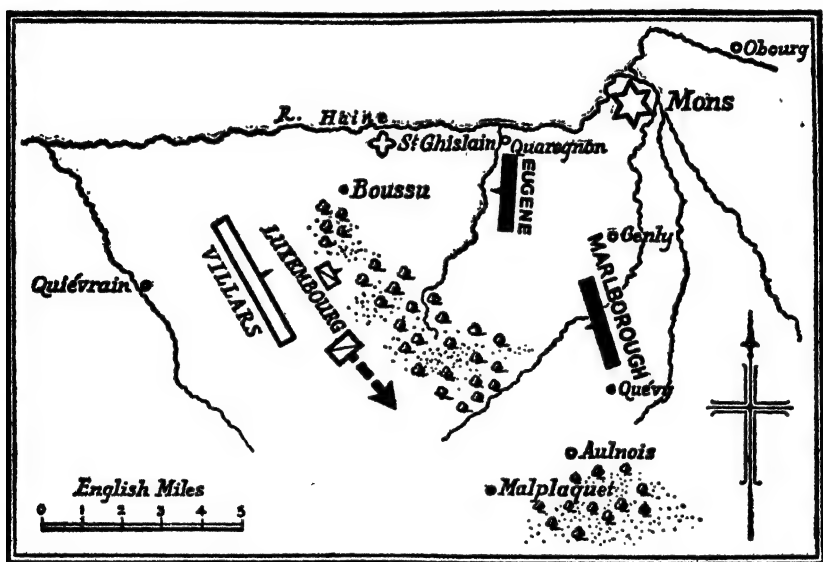 Obourg
Mons
R. Hain
St Ghislain
Quaregnon
EUGENE
Boussu
Genly
LUXEMBOURG
VILLARS
MARLBOROUGH
Quiévrain
Quévy
Aulnois
Malplaquet
English Miles
0 1 2 3 4 5